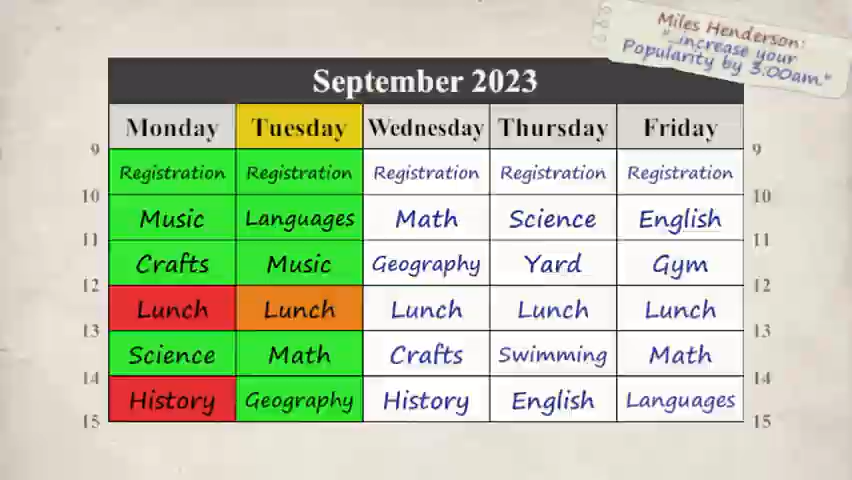 Miles Henderson:
"...increase your
Popularity by 3:00am."
September 2023
Monday Tuesday Wednesday Thursday Friday
9 9
Registration Registration Registration Registration Registration
10 10
Music Languages Math Science English
11 11
Crafts Music Geography Yard Gym
12 12
Lunch Lunch Lunch Lunch Lunch
13 13
Science Math Crafts Swimming Math
14 14
History Geography History English Languages
15 15